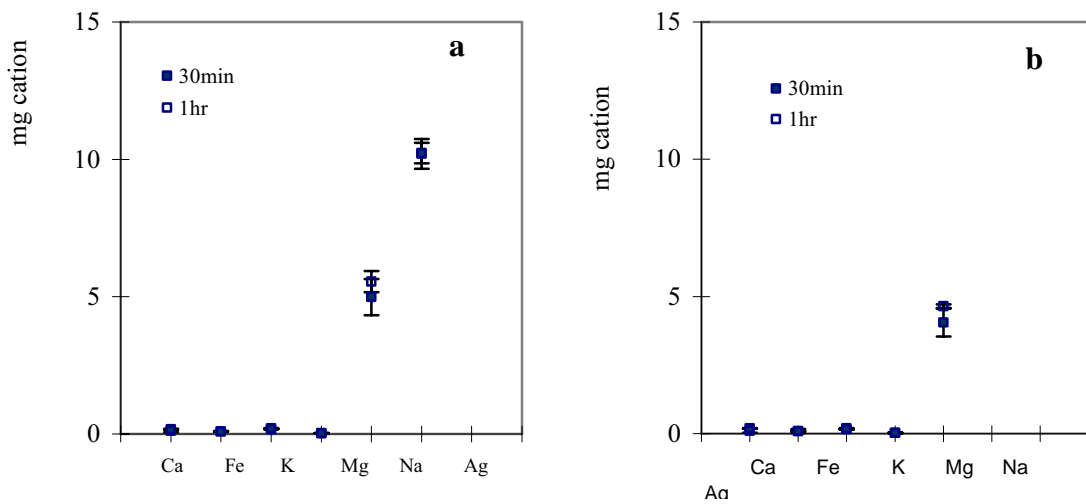 15
a
30min
1hr
10
5
0
mg cation
Ca Fe K Mg Na Ag
15
b
30min
1hr
10
5
0
mg cation
Ca Fe K Mg Na
Ag